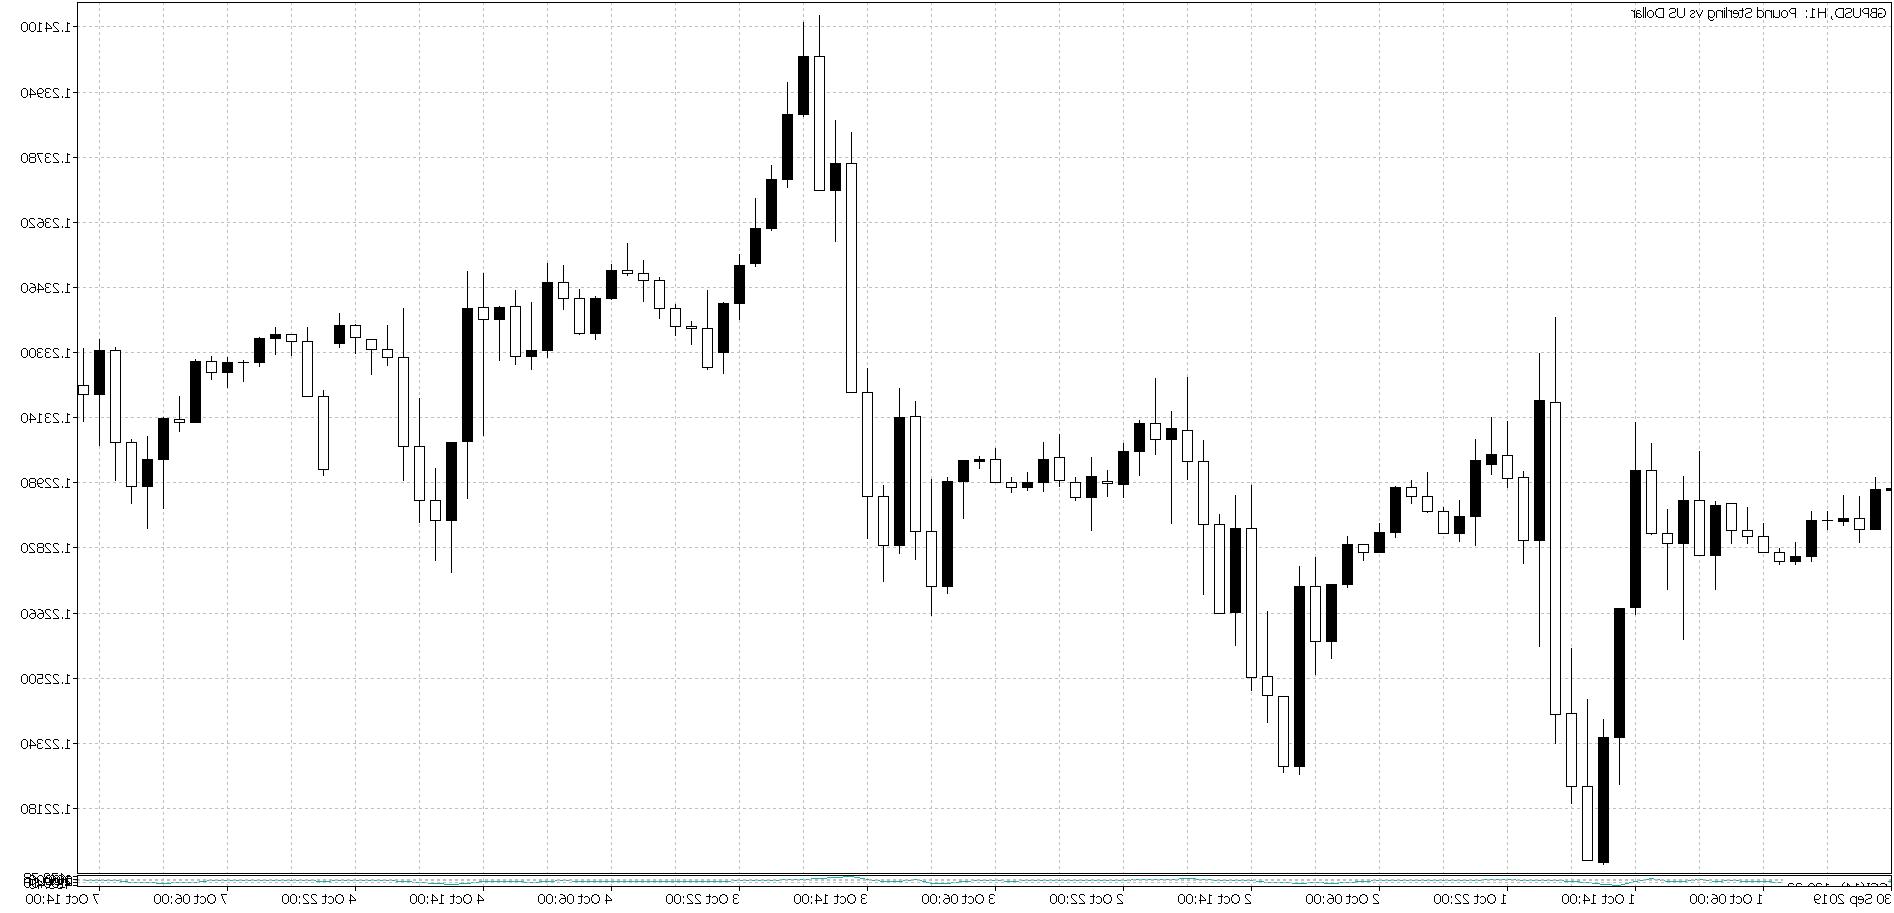 GBPUSD, H1: Pound Sterling vs US Dollar
1.24100
1.23940
1.23780
1.23620
1.23460
1.23300
1.23140
1.22980
1.22820
1.22660
1.22500
1.22340
1.22180
30 Sep 2019
1 Oct 06:00
1 Oct 14:00
1 Oct 22:00
2 Oct 06:00
2 Oct 14:00
2 Oct 22:00
3 Oct 06:00
3 Oct 14:00
3 Oct 22:00
4 Oct 06:00
4 Oct 14:00
4 Oct 22:00
7 Oct 06:00
7 Oct 14:00